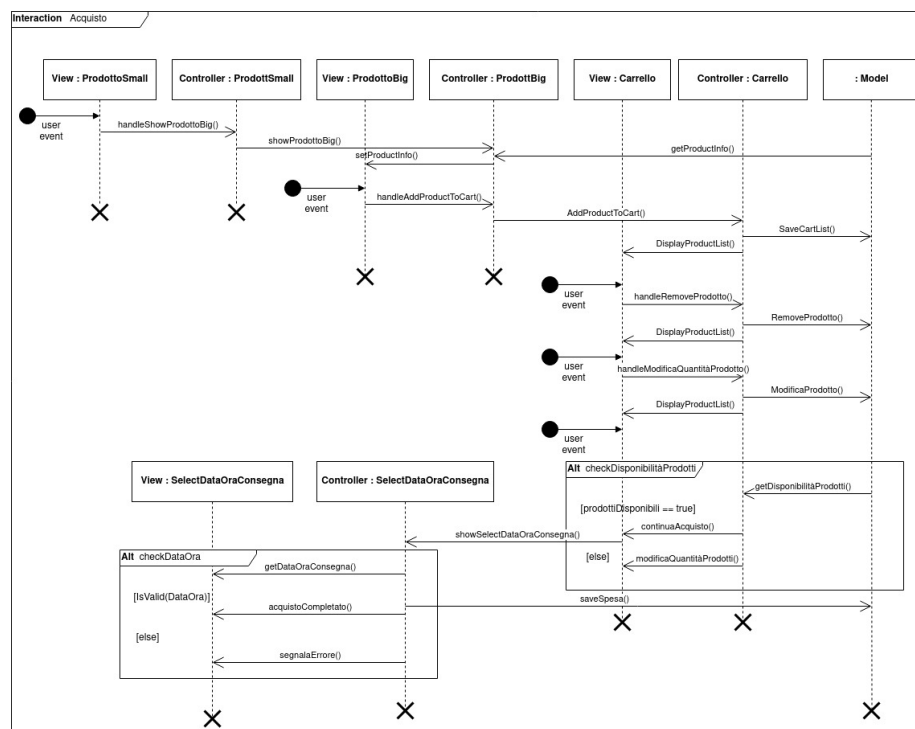 Interaction Acquisto
View : ProdottoSmall
Controller : ProdottSmall
View : ProdottoBig
Controller : ProdottBig
View : Carrello
Controller : Carrello
: Model
user
event
handleShowProdottoBig()
showProdottoBig()
getProductInfo()
setProductInfo()
user
event
handleAddProductToCart()
AddProductToCart()
SaveCartList()
DisplayProductList()
user
event
handleRemoveProdotto()
RemoveProdotto()
DisplayProductList()
user
event
handleModificaQuantitàProdotto()
ModificaProdotto()
DisplayProductList()
user
event
View : SelectDataOraConsegna
Controller : SelectDataOraConsegna
Alt checkDisponibilitàProdotti
getDisponibilitàProdotti()
[prodottiDisponibili == true]
continuaAcquisto()
showSelectDataOraConsegna()
[else]
modificaQuantitàProdotti()
Alt checkDataOra
getDataOraConsegna()
[IsValid(DataOra)]
acquistoCompletato()
saveSpesa()
[else]
segnalaErrore()